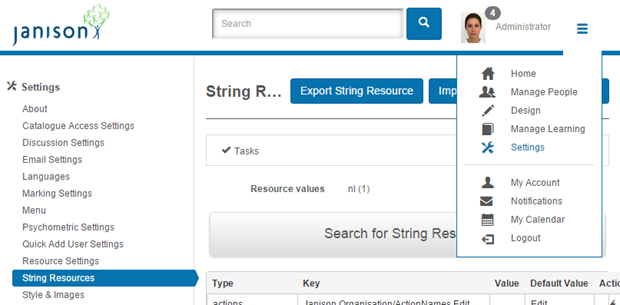 Janison
Search
4
Administrator
Home
Manage People
Design
Manage Learning
Settings
My Account
Notifications
My Calendar
Logout
Settings
About
Catalogue Access Settings
Discussion Settings
Email Settings
Languages
Marking Settings
Menu
Psychometric Settings
Quick Add User Settings
Resource Settings
String Resources
Style & Images
String R...
Export String Resource
Tasks
Resource values nl (1)
Search for String Res
Type Key Value Default Value
actions Janison.Organisation/ActionNames.Edit Edit